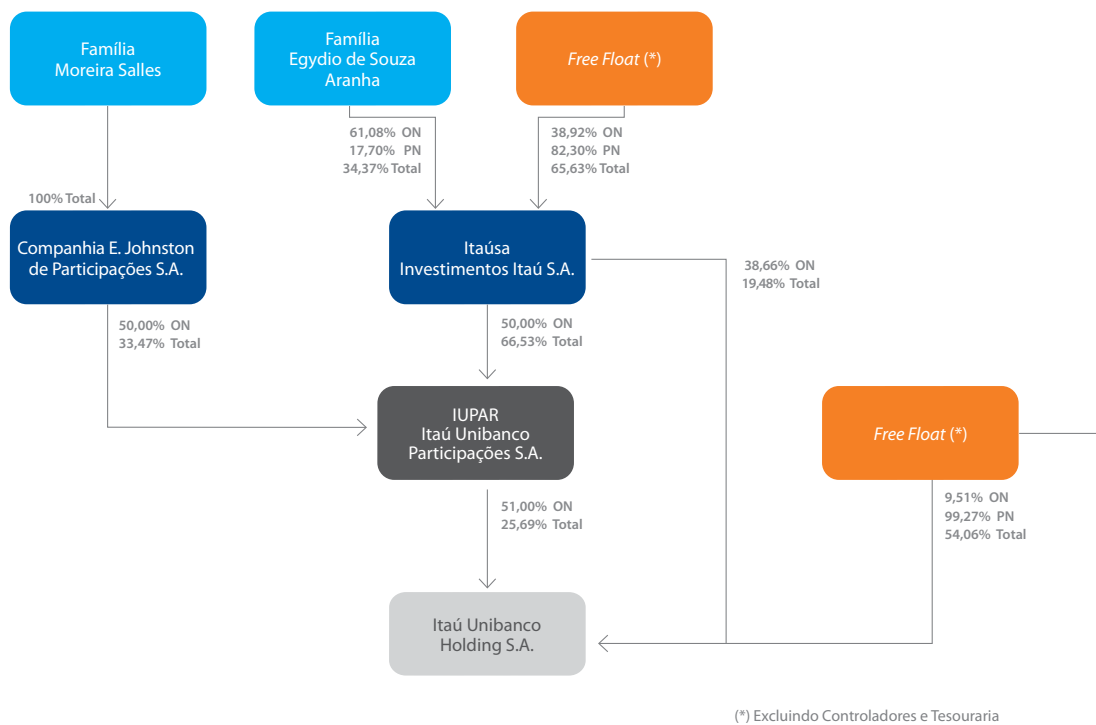 Família
Moreira Salles
Família
Egydio de Souza
Aranha
Free Float (*)
61,08% ON
17,70% PN
34,37% Total
38,92% ON
82,30% PN
65,63% Total
100% Total
Companhia E. Johnston
de Participações S.A.
Itaúsa
Investimentos Itaú S.A.
38,66% ON
19,48% Total
50,00% ON
33,47% Total
50,00% ON
66,53% Total
IUPAR
Itaú Unibanco
Participações S.A.
Free Float (*)
51,00% ON
25,69% Total
9,51% ON
99,27% PN
54,06% Total
Itaú Unibanco
Holding S.A.
(*) Excluindo Controladores e Tesouraria